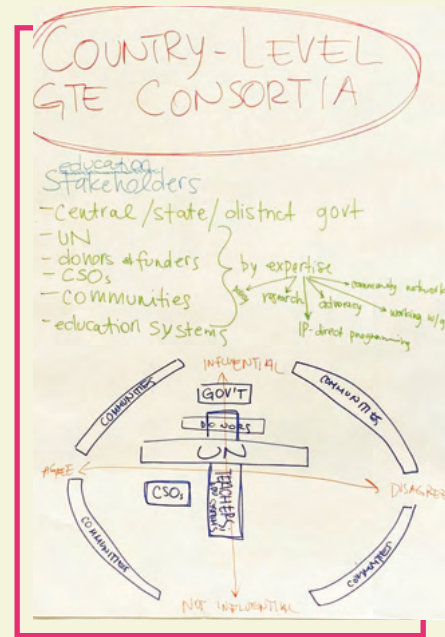 COUNTRY-LEVEL
GTE CONSORTIA
education
Stakeholders
- Central/state/district govt
- UN
- donors & funders
- CSOs
- Communities
- education systems
by expertise
research
advocacy
community network
working w/g
IP-direct programming
INFLUENTIAL
COMMUNITIES
COMMUNITIES
GOV'T
DONORS
UN
AGREE
DISAGREE
CSOs
TEACHERS
COMMUNITIES
COMMUNITIES
NOT INFLUENTIAL